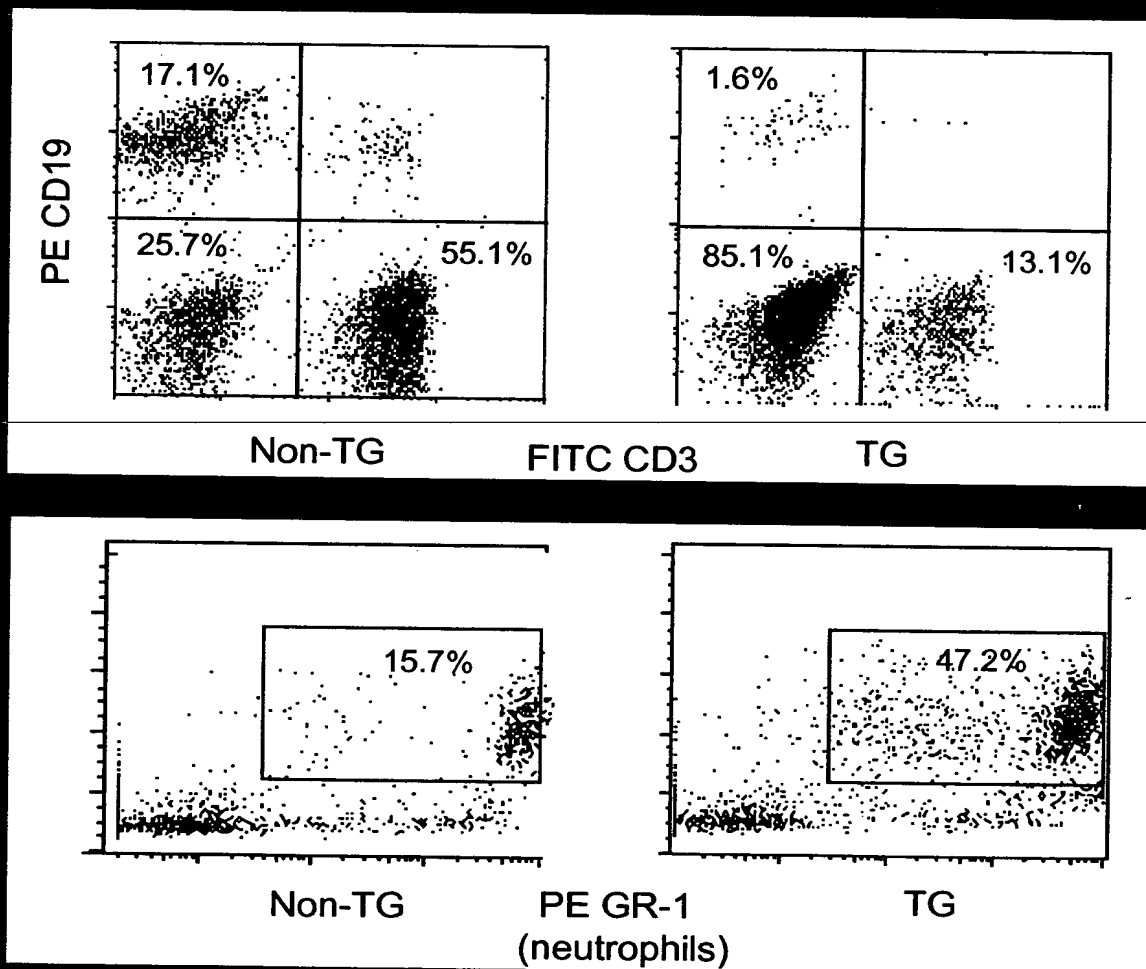 17.1%
1.6%
PE CD19
25.7%
55.1%
85.1%
13.1%
Non-TG
FITC CD3
TG
15.7%
47.2%
Non-TG
PE GR-1
TG
(neutrophils)